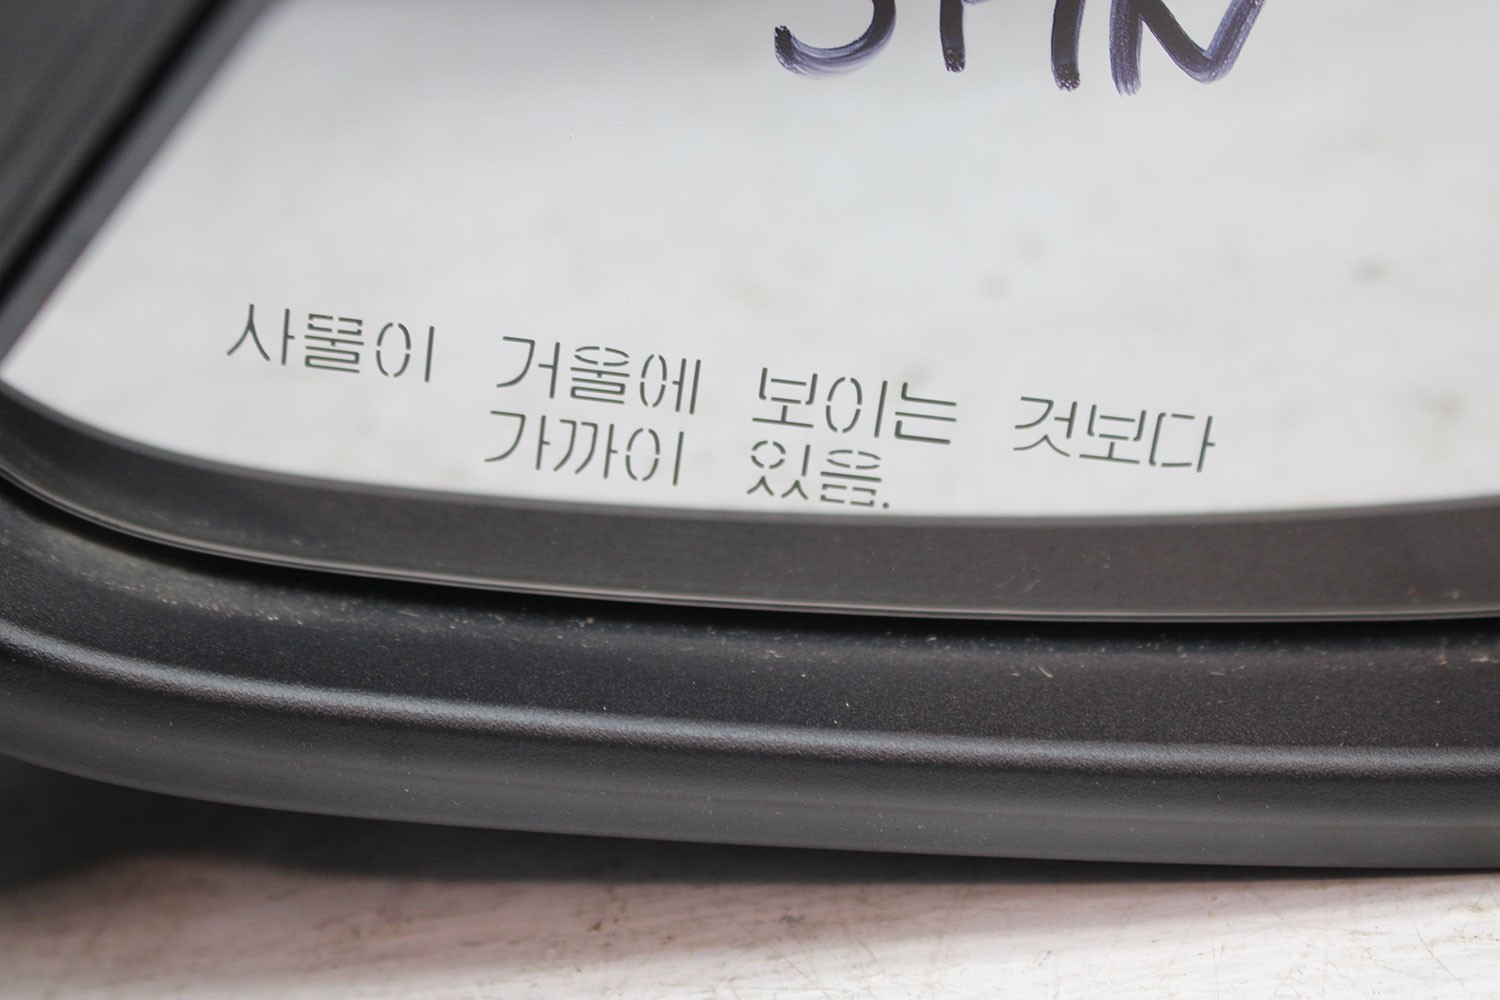 사물이 거울에 보이는 것보다
가까이 있음.